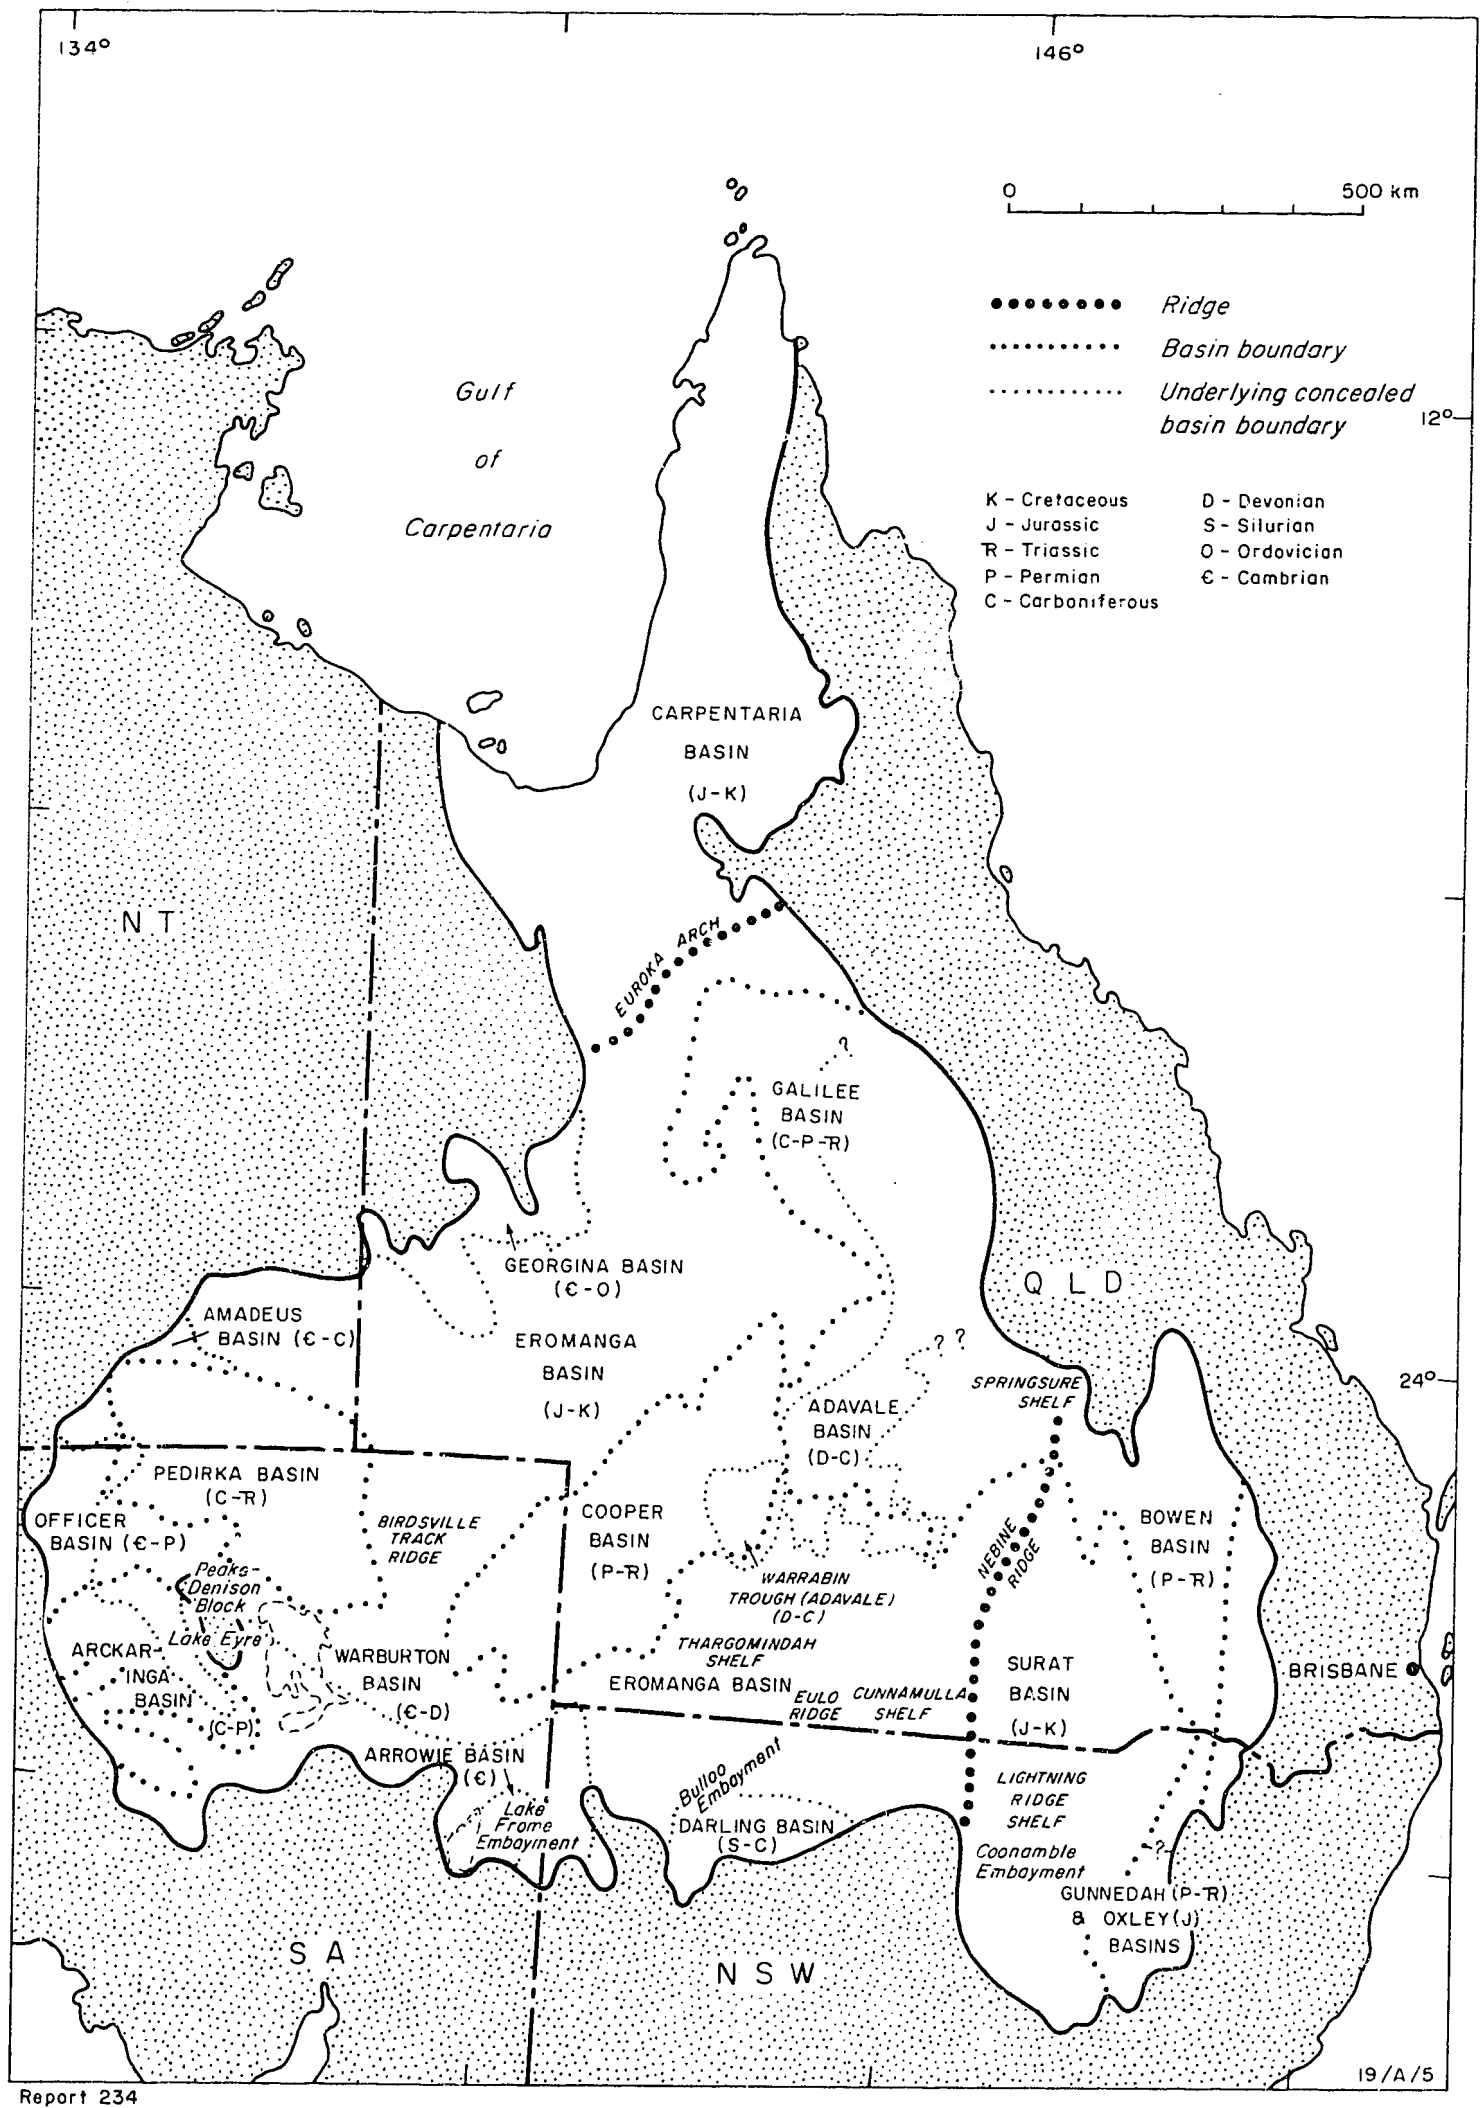 134°
146°
0 500 km
Ridge
Basin boundary
Underlying concealed
basin boundary
12°
Gulf
of
Carpentaria
K - Cretaceous
J - Jurassic
Ꞧ - Triassic
P - Permian
C - Carboniferous
D - Devonian
S - Silurian
O - Ordovician
Є - Cambrian
CARPENTARIA
BASIN
(J-K)
NT
EUROKA ARCH
?
GALILEE
BASIN
(C-P-Ꞧ)
GEORGINA BASIN
(Є-O)
QLD
AMADEUS
BASIN (Є-C)
EROMANGA
BASIN
(J-K)
? ?
24°
SPRINGSURE
SHELF
ADAVALE
BASIN
(D-C)
PEDIRKA BASIN
(C-Ꞧ)
OFFICER
BASIN (Є-P)
BIRDSVILLE
TRACK
RIDGE
COOPER
BASIN
(P-Ꞧ)
NEBINE
RIDGE
BOWEN
BASIN
(P-Ꞧ)
Peake-
Denison
Block
WARRABIN
TROUGH (ADAVALE)
(D-C)
Lake Eyre
ARCKAR-
INGA
BASIN
(C-P)
WARBURTON
BASIN
(Є-D)
THARGOMINDAH
SHELF
EROMANGA BASIN
EULO
RIDGE
CUNNAMULLA
SHELF
SURAT
BASIN
(J-K)
BRISBANE
ARROWIE BASIN
(Є)
Lake
Frome
Embayment
Bulloo
Embayment
DARLING BASIN
(S-C)
LIGHTNING
RIDGE
SHELF
Coonamble
Embayment
?
GUNNEDAH (P-Ꞧ)
& OXLEY (J)
BASINS
SA
NSW
19/A/5
Report 234